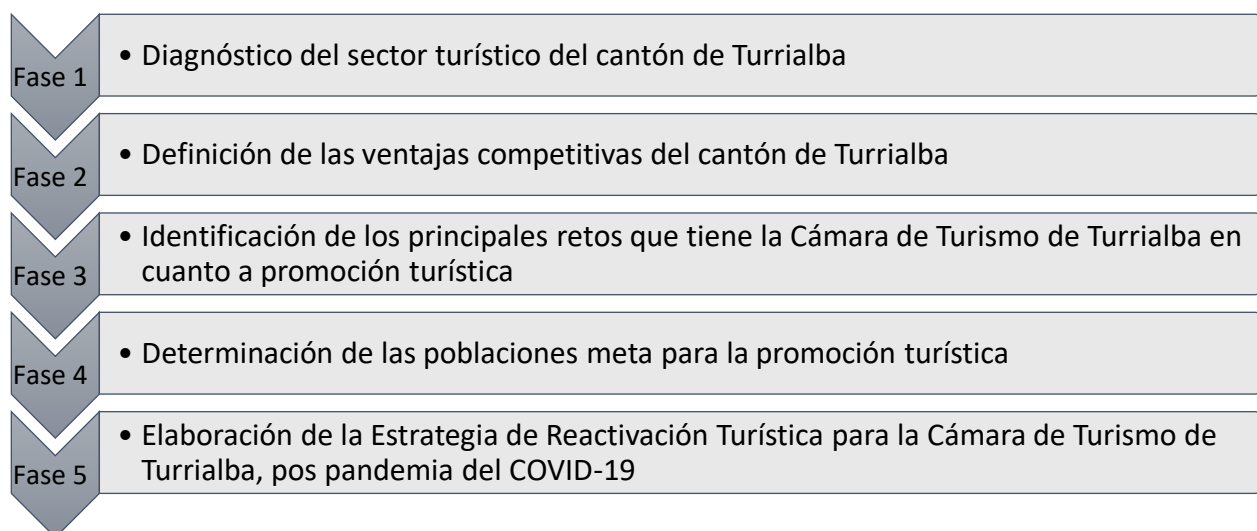 Fase 1
• Diagnóstico del sector turístico del cantón de Turrialba
Fase 2
• Definición de las ventajas competitivas del cantón de Turrialba
Fase 3
• Identificación de los principales retos que tiene la Cámara de Turismo de Turrialba en
cuanto a promoción turística
Fase 4
• Determinación de las poblaciones meta para la promoción turística
Fase 5
• Elaboración de la Estrategia de Reactivación Turística para la Cámara de Turismo de
Turrialba, pos pandemia del COVID-19